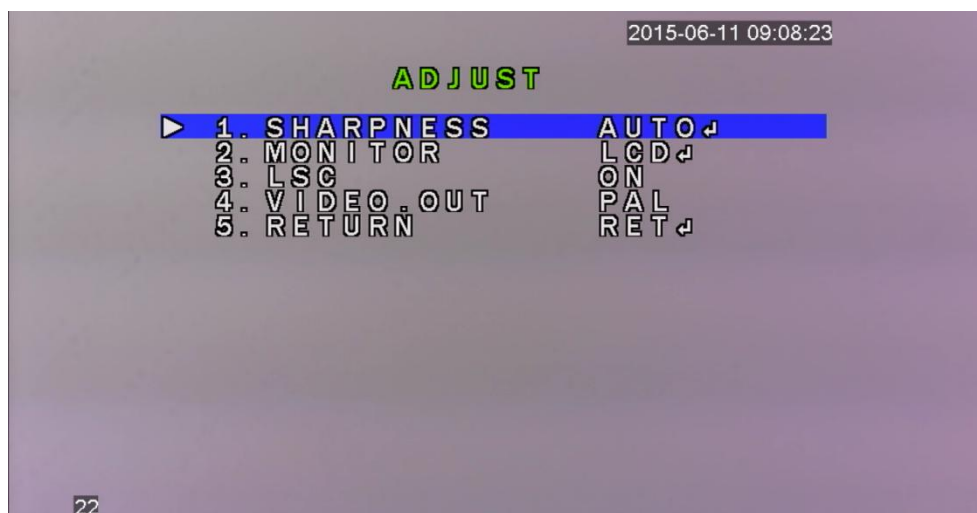 2015-06-11 09:08:23
ADJUST
1. SHARPNESS AUTO↲
2. MONITOR LCD↲
3. LSC ON
4. VIDEO.OUT PAL
5. RETURN RET↲
22